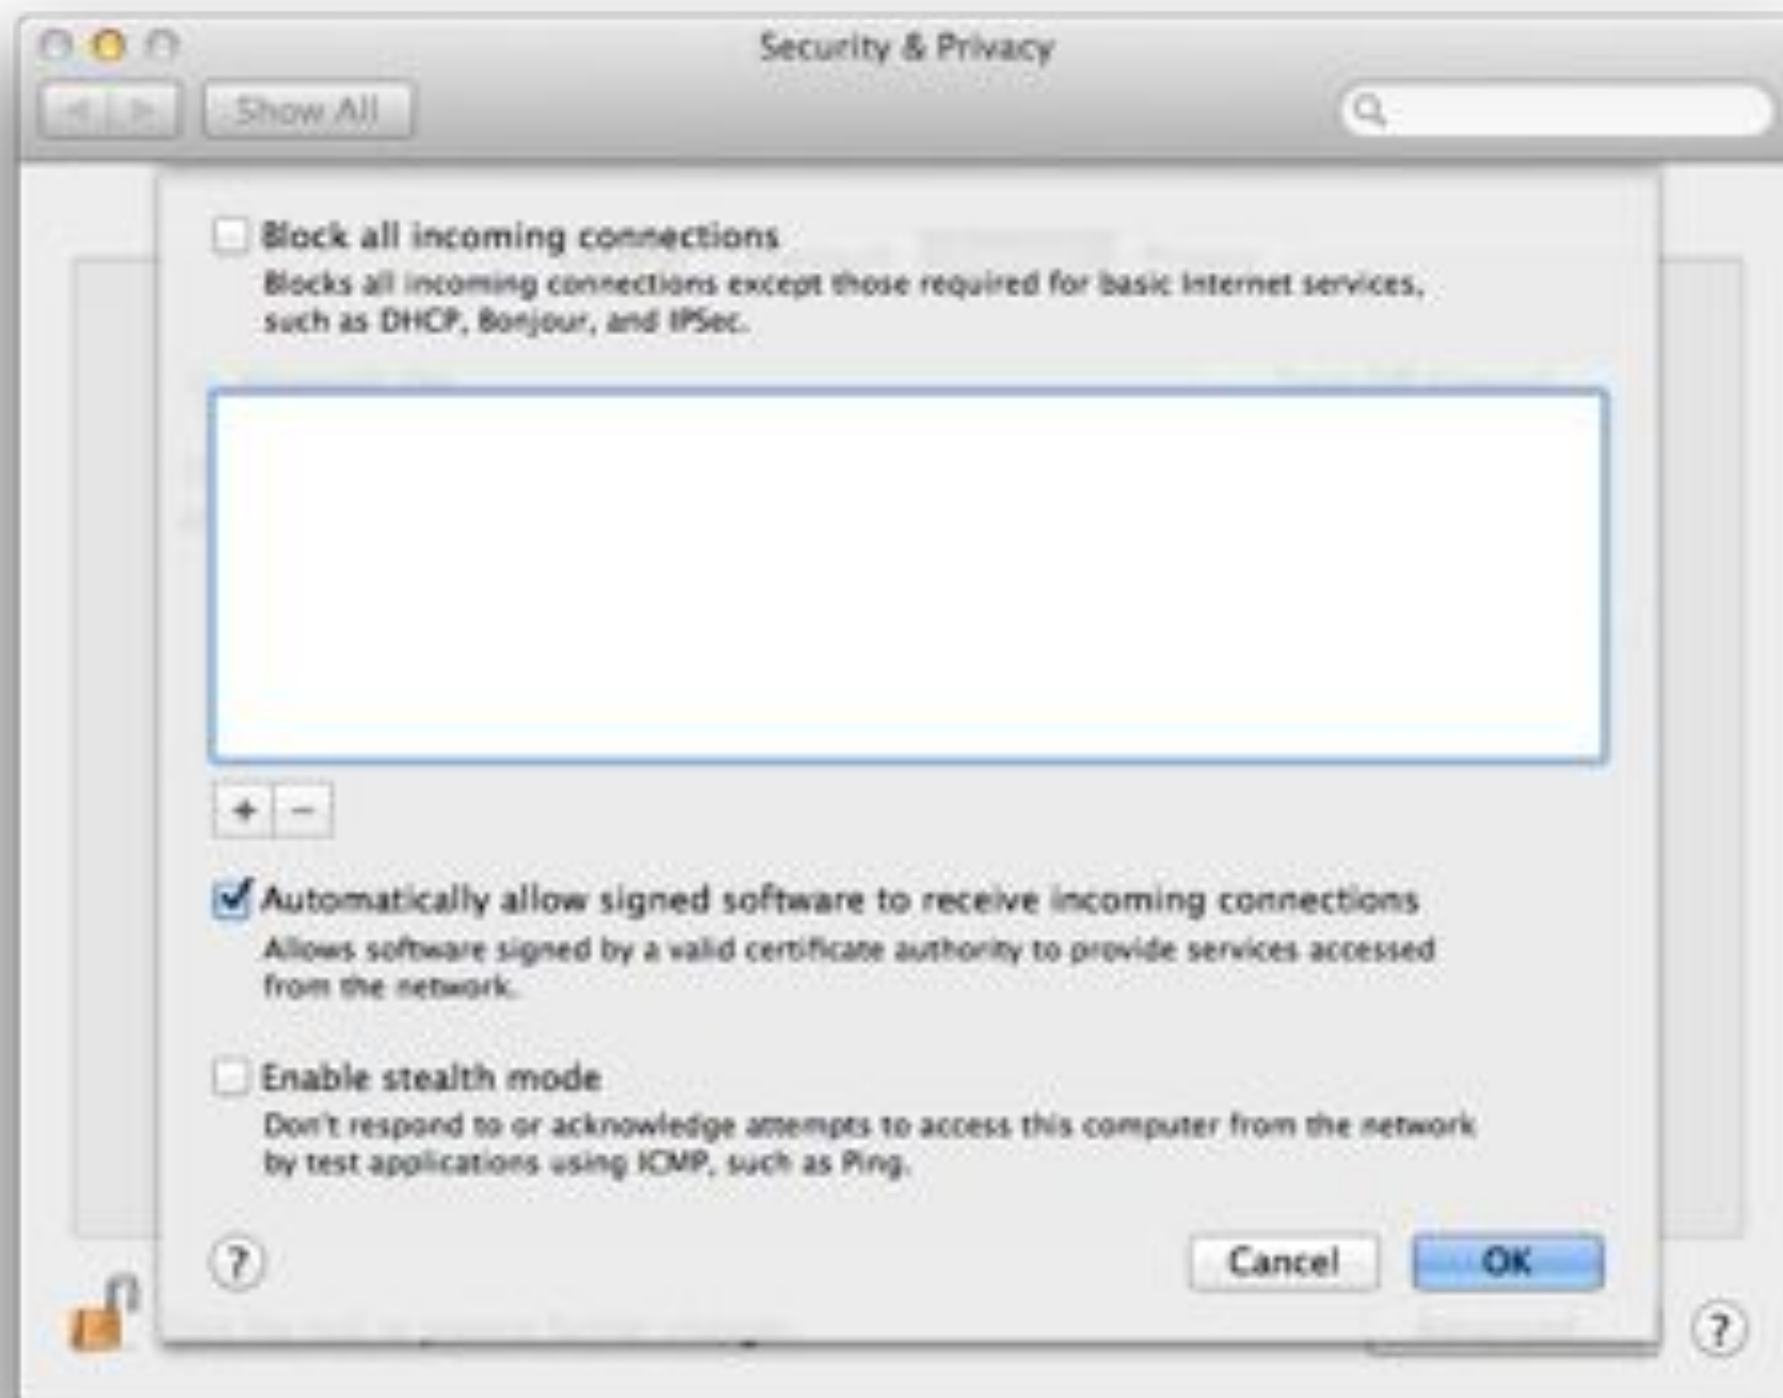 Security & Privacy
Show All
Block all incoming connections
Blocks all incoming connections except those required for basic Internet services,
such as DHCP, Bonjour, and IPSec.
+ −
Automatically allow signed software to receive incoming connections
Allows software signed by a valid certificate authority to provide services accessed
from the network.
Enable stealth mode
Don't respond to or acknowledge attempts to access this computer from the network
by test applications using ICMP, such as Ping.
? Cancel OK
?